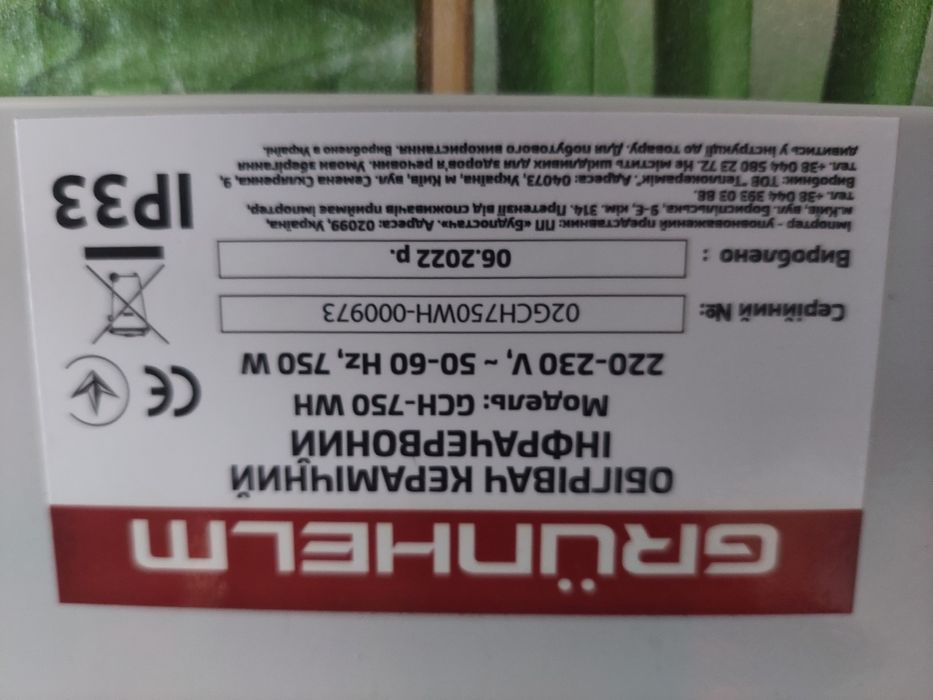 GRÜNHELM
ОБІГРІВАЧ КЕРАМІЧНИЙ
ІНФРАЧЕРВОНИЙ
Модель: GCH-750 WH
220-230 V, ~ 50-60 Hz, 750 W
CE
Серійний №: 02GCH750WH-000973
Вироблено : 06.2022 р.
IP33
Імпортер - уповноважений представник: ПП «Будпостач». Адреса: 02099, Україна,
м.Київ, вул. Бориспільська, 9-Е, кім. 314. Претензії від споживачів приймає імпортер,
тел. +38 044 393 03 88.
Виробник: ТОВ "Теплокерамік". Адреса: 04073, Україна, м Київ, вул. Семена Скляренка, 9,
тел. +38 044 580 23 72. Не містить шкідливих для здоров'я речовин. Умови зберігання
дивитись у інструкції до товару. Для побутового використання. Вироблено в Україні.